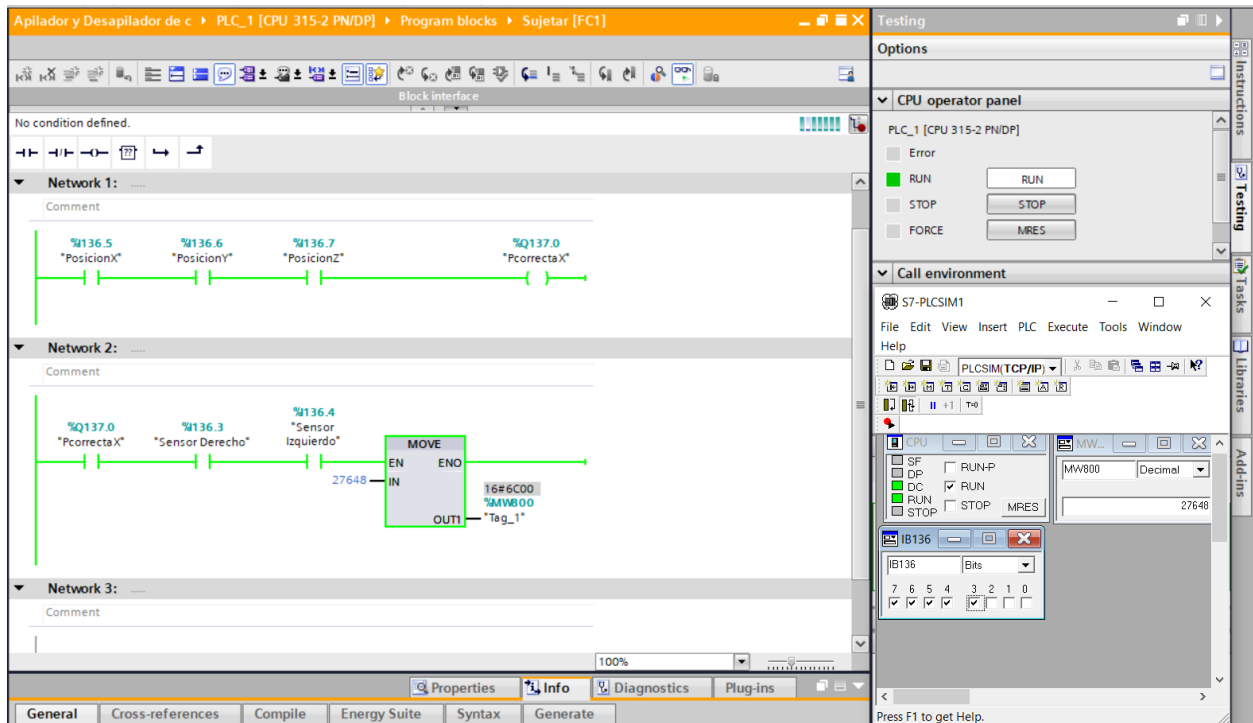 Apilador y Desapilador de c ▸ PLC_1 [CPU 315-2 PN/DP] ▸ Program blocks ▸ Sujetar [FC1]
Block interface
No condition defined.
Network 1: .....
Comment
%I136.5 %I136.6 %I136.7 %Q137.0
"PosicionX" "PosicionY" "PosicionZ" "PcorrectaX"
Network 2: .....
Comment
%I136.4
"Sensor
Izquierdo"
%Q137.0 %I136.3
"PcorrectaX" "Sensor Derecho"
MOVE
EN ENO
27648 IN
16#6C00
%MW800
OUT1 "Tag_1"
Network 3: .....
Comment
100%
Properties Info Diagnostics Plug-ins
General Cross-references Compile Energy Suite Syntax Generate
Testing
Options
CPU operator panel
PLC_1 [CPU 315-2 PN/DP]
Error
RUN RUN
STOP STOP
FORCE MRES
Call environment
S7-PLCSIM1
File Edit View Insert PLC Execute Tools Window
Help
PLCSIM(TCP/IP)
+1 T=0
CPU
SF
DP
DC
RUN
STOP
RUN-P
RUN
STOP MRES
MW...
MW800 Decimal
27648
IB136
IB136 Bits
7 6 5 4 3 2 1 0
Press F1 to get Help.
Instructions
Testing
Tasks
Libraries
Add-ins